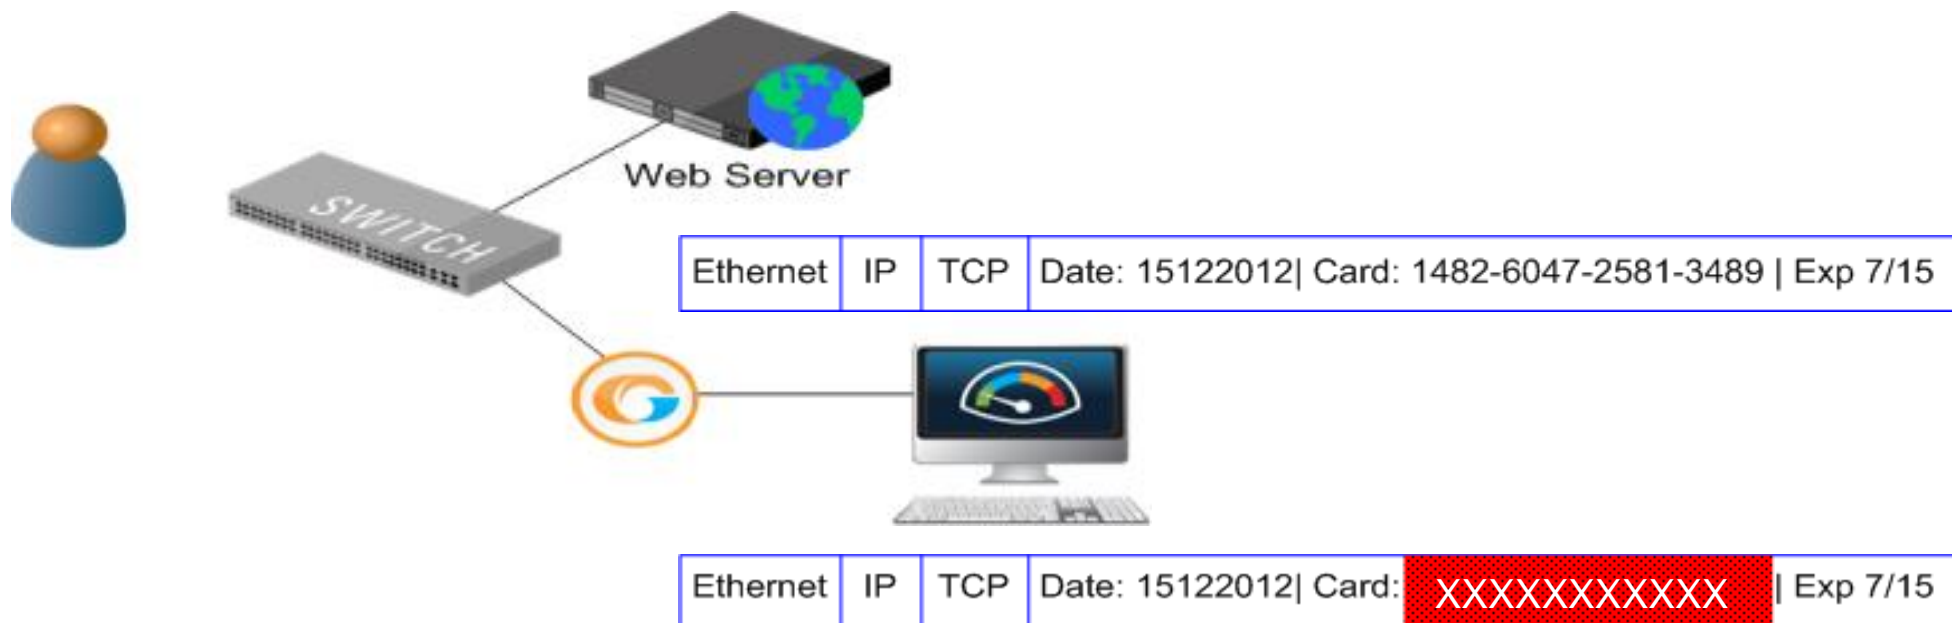 Web Server
SWITCH
Ethernet IP TCP Date: 15122012| Card: 1482-6047-2581-3489 | Exp 7/15
Ethernet IP TCP Date: 15122012| Card: XXXXXXXXXXX | Exp 7/15